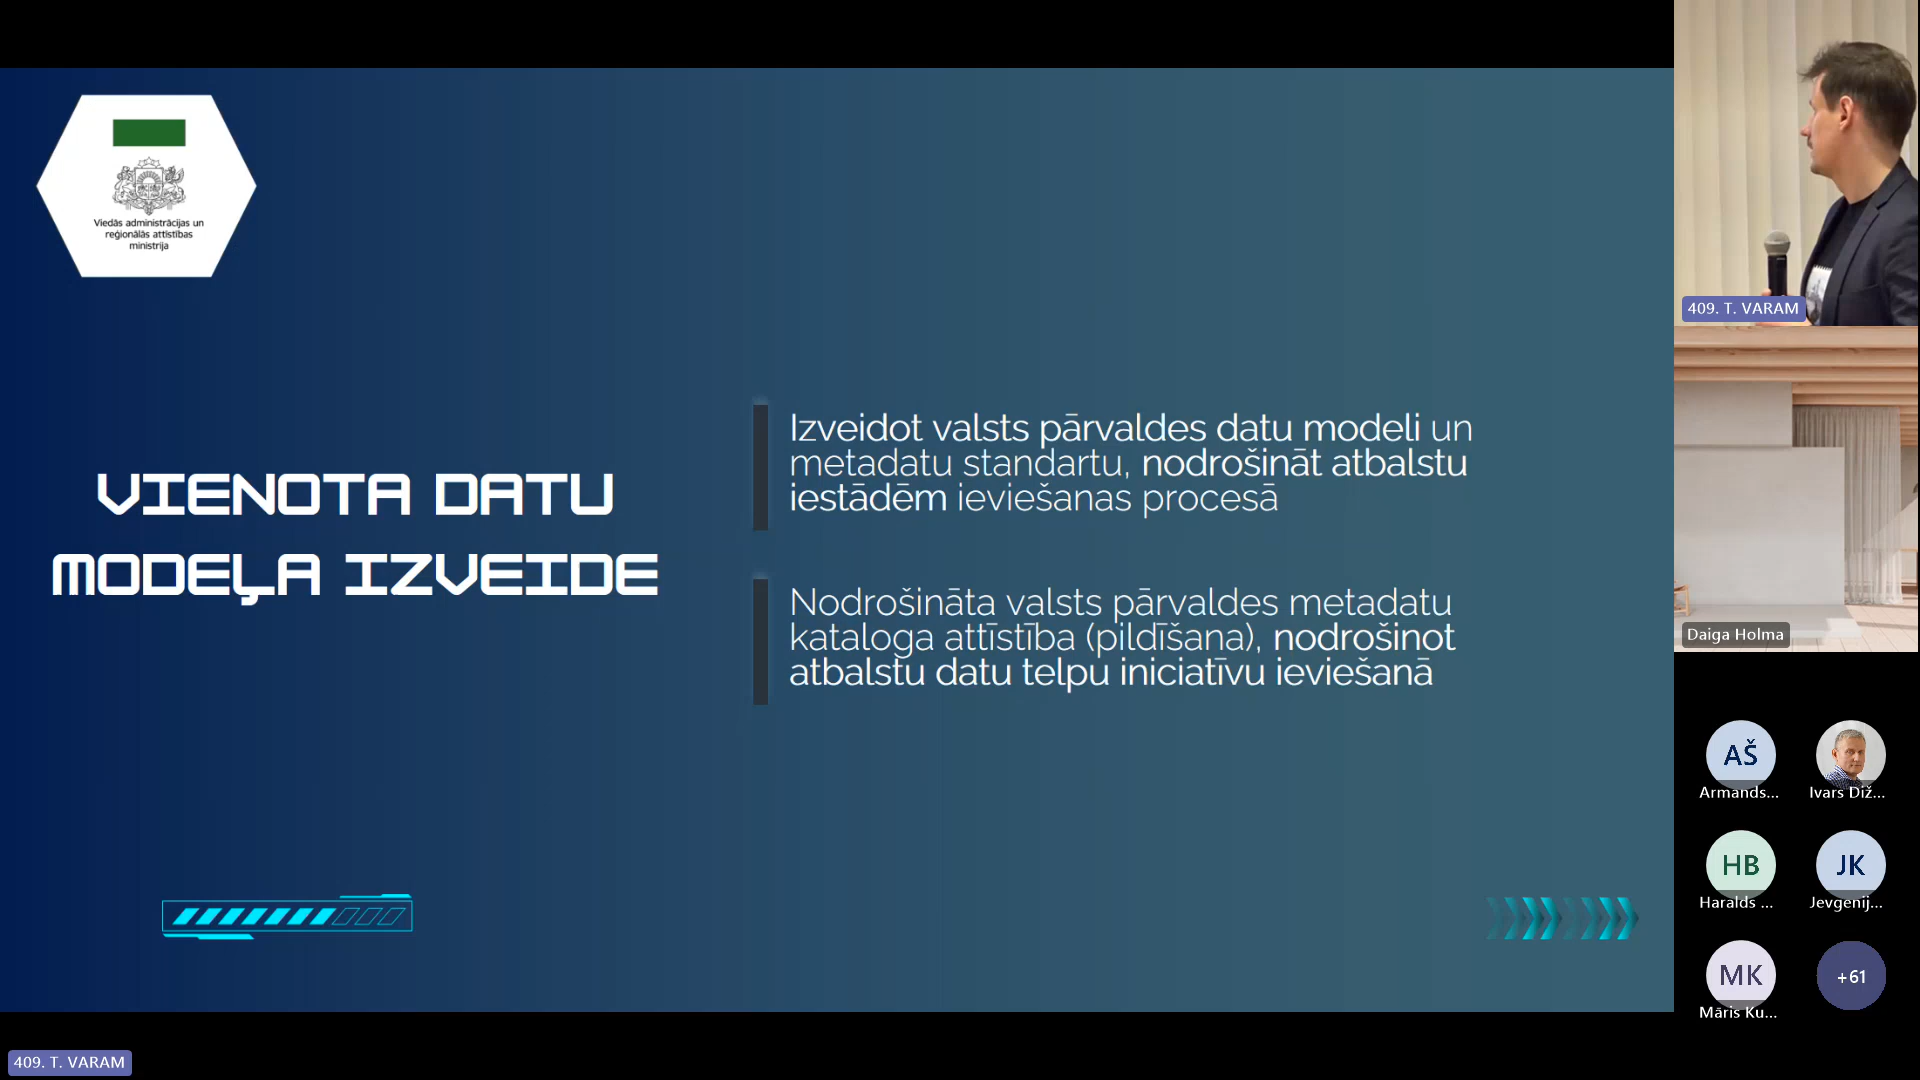 Viedās administrācijas un
reģionālās attīstības
ministrija
VIENOTA DATU
MODEĻA IZVEIDE
Izveidot valsts pārvaldes datu modeli un
metadatu standartu, nodrošināt atbalstu
iestādēm ieviešanas procesā
Nodrošināta valsts pārvaldes metadatu
kataloga attīstība (pildīšana), nodrošinot
atbalstu datu telpu iniciatīvu ieviešanā
409. T. VARAM
Daiga Holma
AŠ
Armands...
Ivars Diž...
HB
Haralds ...
JK
Jevgenij...
MK
Māris Ku...
+61
409. T. VARAM